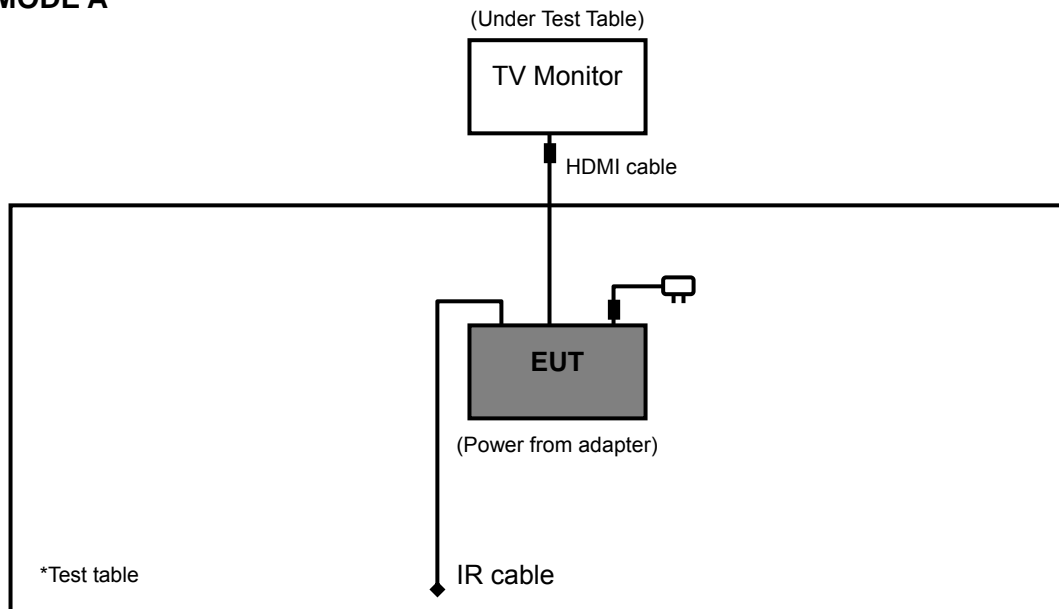 MODE A
(Under Test Table)
TV Monitor
HDMI cable
EUT
(Power from adapter)
*Test table
IR cable